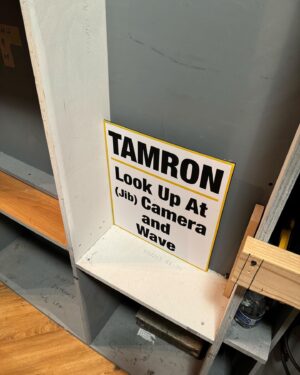 TAMRON
Look Up At
(Jib) Camera
and
Wave